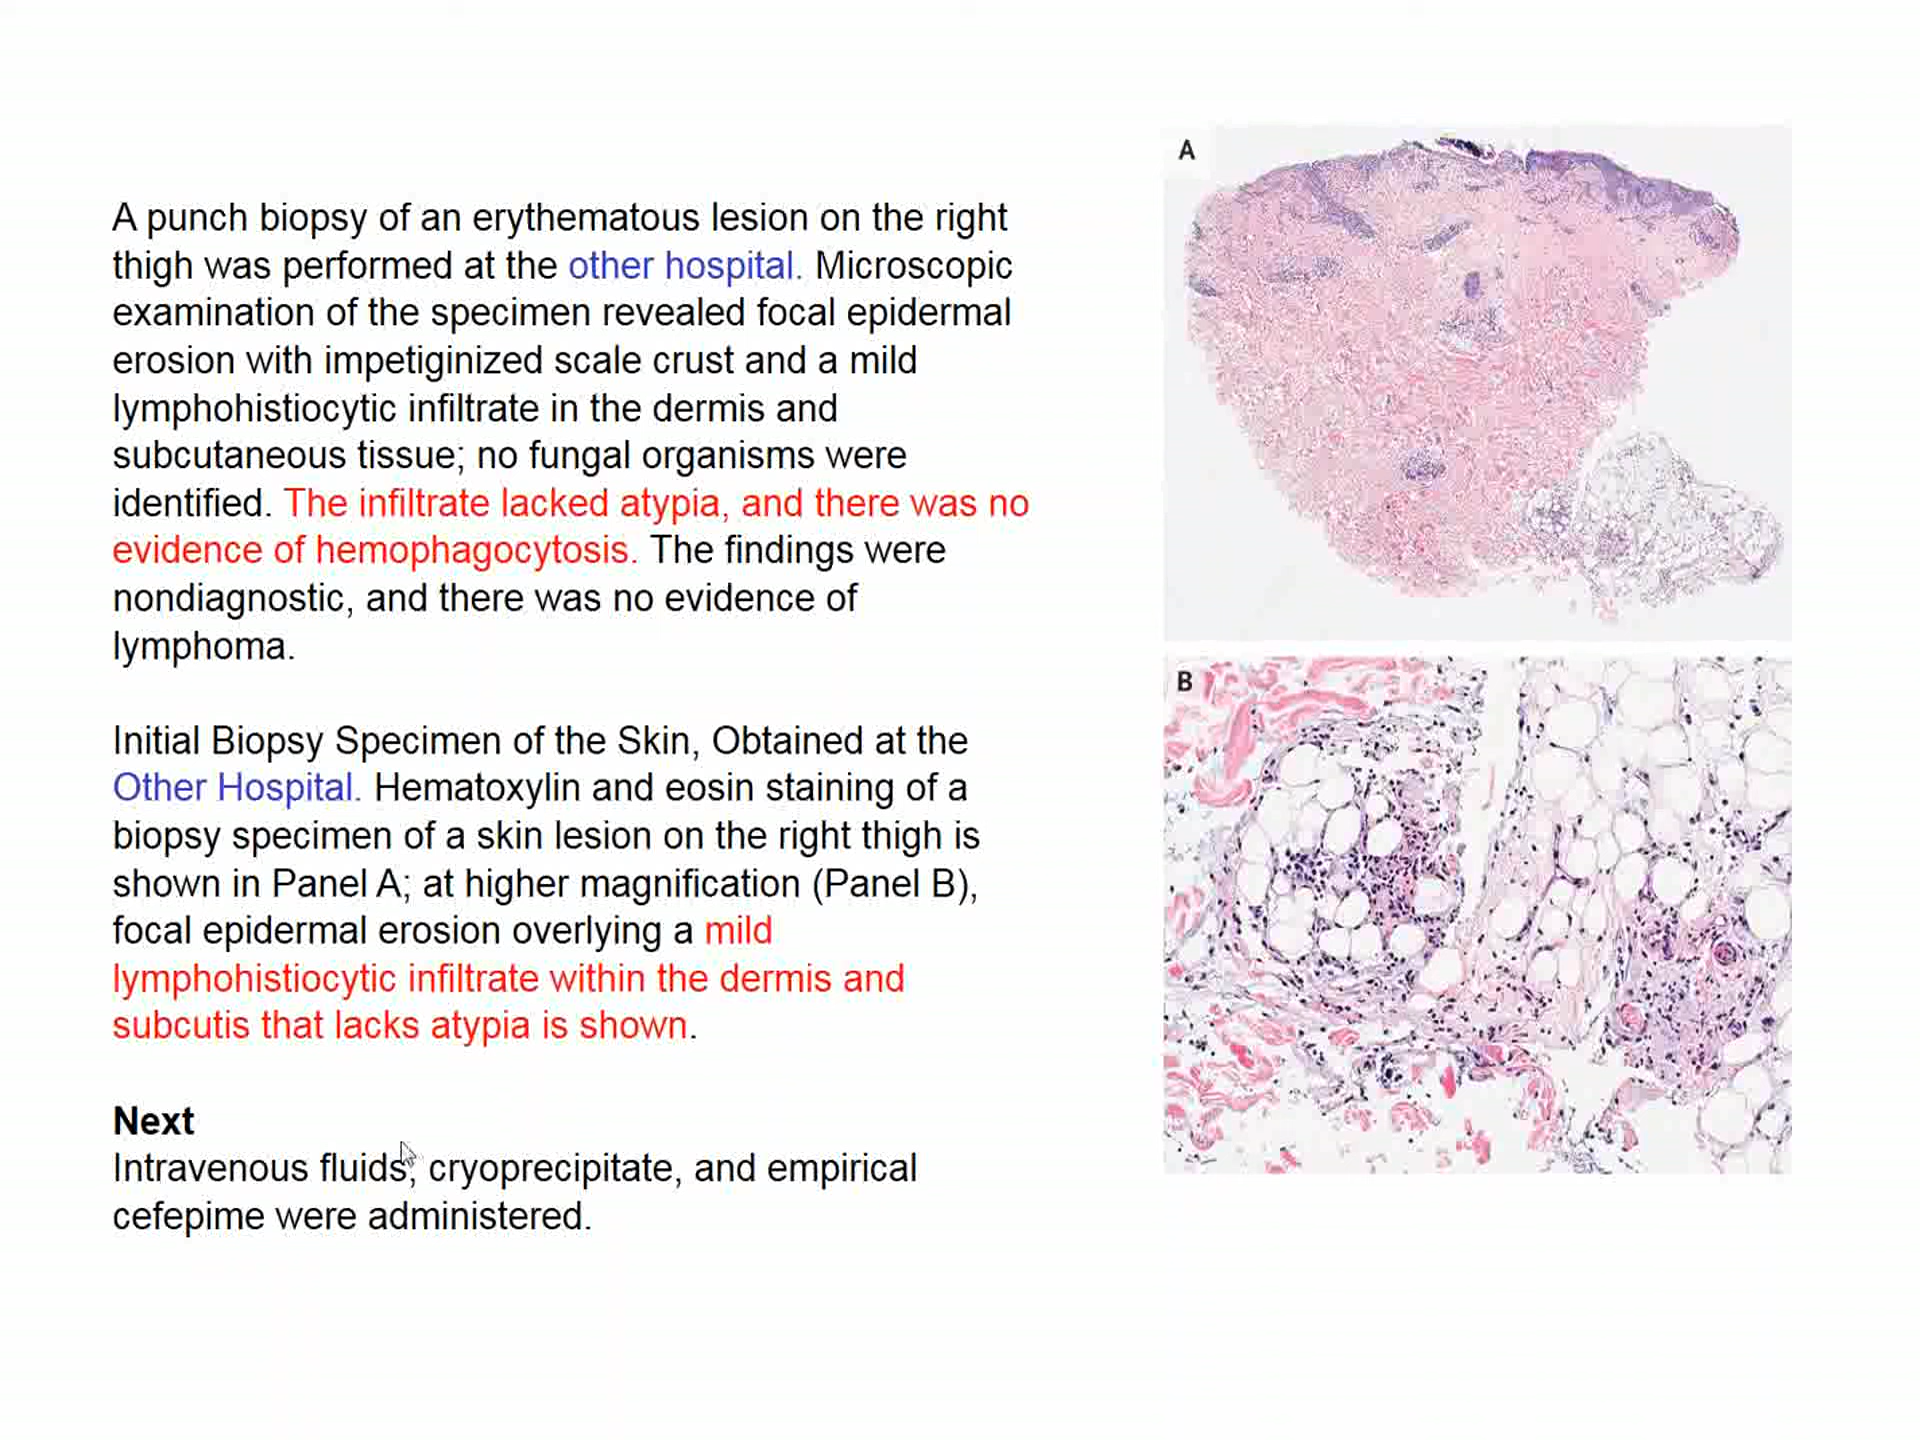 A punch biopsy of an erythematous lesion on the right
thigh was performed at the other hospital. Microscopic
examination of the specimen revealed focal epidermal
erosion with impetiginized scale crust and a mild
lymphohistiocytic infiltrate in the dermis and
subcutaneous tissue; no fungal organisms were
identified. The infiltrate lacked atypia, and there was no
evidence of hemophagocytosis. The findings were
nondiagnostic, and there was no evidence of
lymphoma.
Initial Biopsy Specimen of the Skin, Obtained at the
Other Hospital. Hematoxylin and eosin staining of a
biopsy specimen of a skin lesion on the right thigh is
shown in Panel A; at higher magnification (Panel B),
focal epidermal erosion overlying a mild
lymphohistiocytic infiltrate within the dermis and
subcutis that lacks atypia is shown.
Next
Intravenous fluids, cryoprecipitate, and empirical
cefepime were administered.
A
B